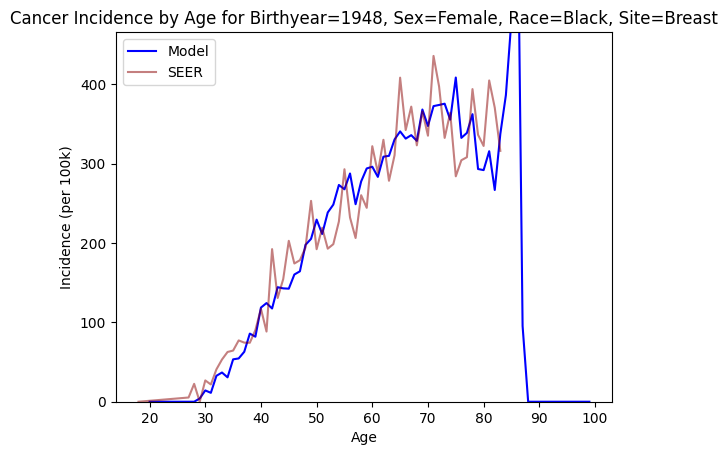 Cancer Incidence by Age for Birthyear=1948, Sex=Female, Race=Black, Site=Breast
Model
SEER
400
300
200
100
0
Incidence (per 100k)
20 30 40 50 60 70 80 90 100
Age